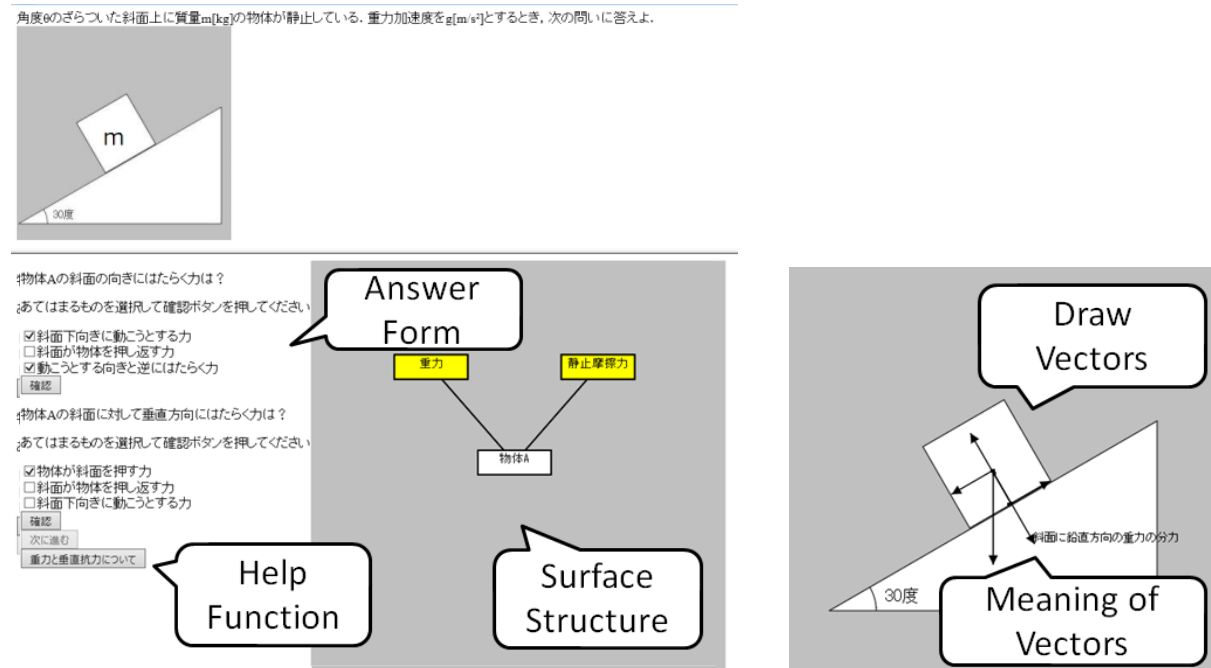 角度θのざらついた斜面上に質量m[kg]の物体が静止している. 重力加速度をg[m/s²]とするとき, 次の問いに答えよ.
m
30度
物体Aの斜面の向きにはたらく力は？
あてはまるものを選択して確認ボタンを押してください
☑斜面下向きに動こうとする力
☐斜面が物体を押し返す力
☑動こうとする向きと逆にはたらく力
確認
物体Aの斜面に対して垂直方向にはたらく力は？
あてはまるものを選択して確認ボタンを押してください
☑物体が斜面を押す力
☐斜面が物体を押し返す力
☐斜面下向きに動こうとする力
確認
次に進む
重力と垂直抗力について
Answer
Form
重力
静止摩擦力
物体A
Help
Function
Surface
Structure
Draw
Vectors
斜面に鉛直方向の重力の分力
30度
Meaning of
Vectors